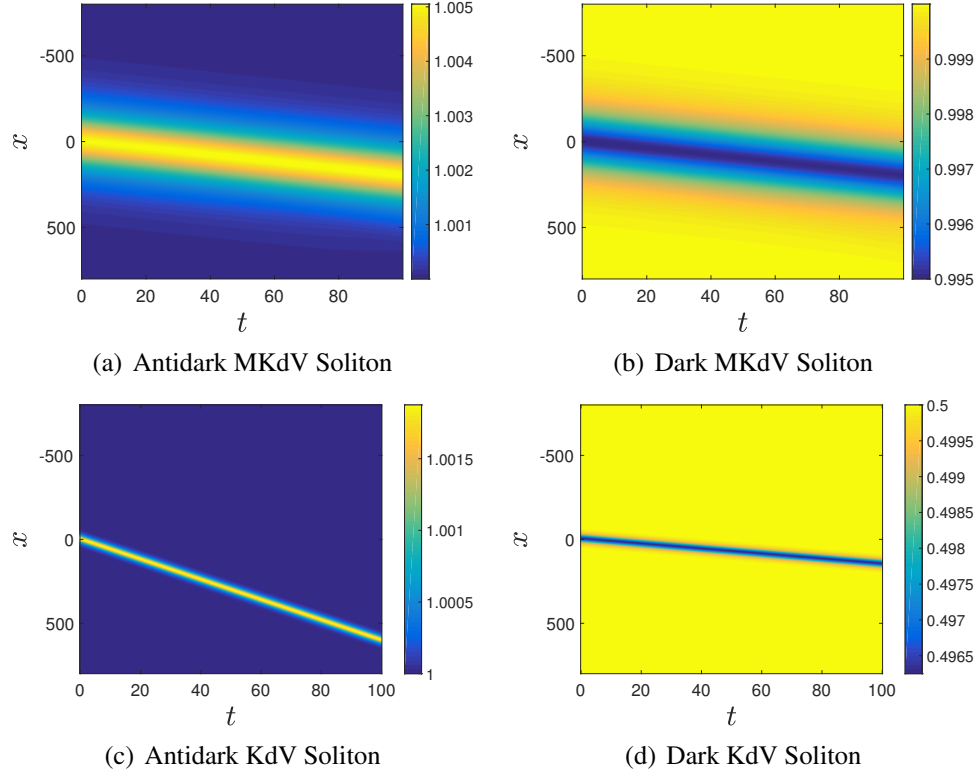 -500
0
500
x
0 20 40 60 80
t
1.005
1.004
1.003
1.002
1.001
(a) Antidark MKdV Soliton
-500
0
500
x
0 20 40 60 80
t
0.999
0.998
0.997
0.996
0.995
(b) Dark MKdV Soliton
-500
0
500
x
0 20 40 60 80 100
t
1.0015
1.001
1.0005
1
(c) Antidark KdV Soliton
-500
0
500
x
0 20 40 60 80 100
t
0.5
0.4995
0.499
0.4985
0.498
0.4975
0.497
0.4965
(d) Dark KdV Soliton